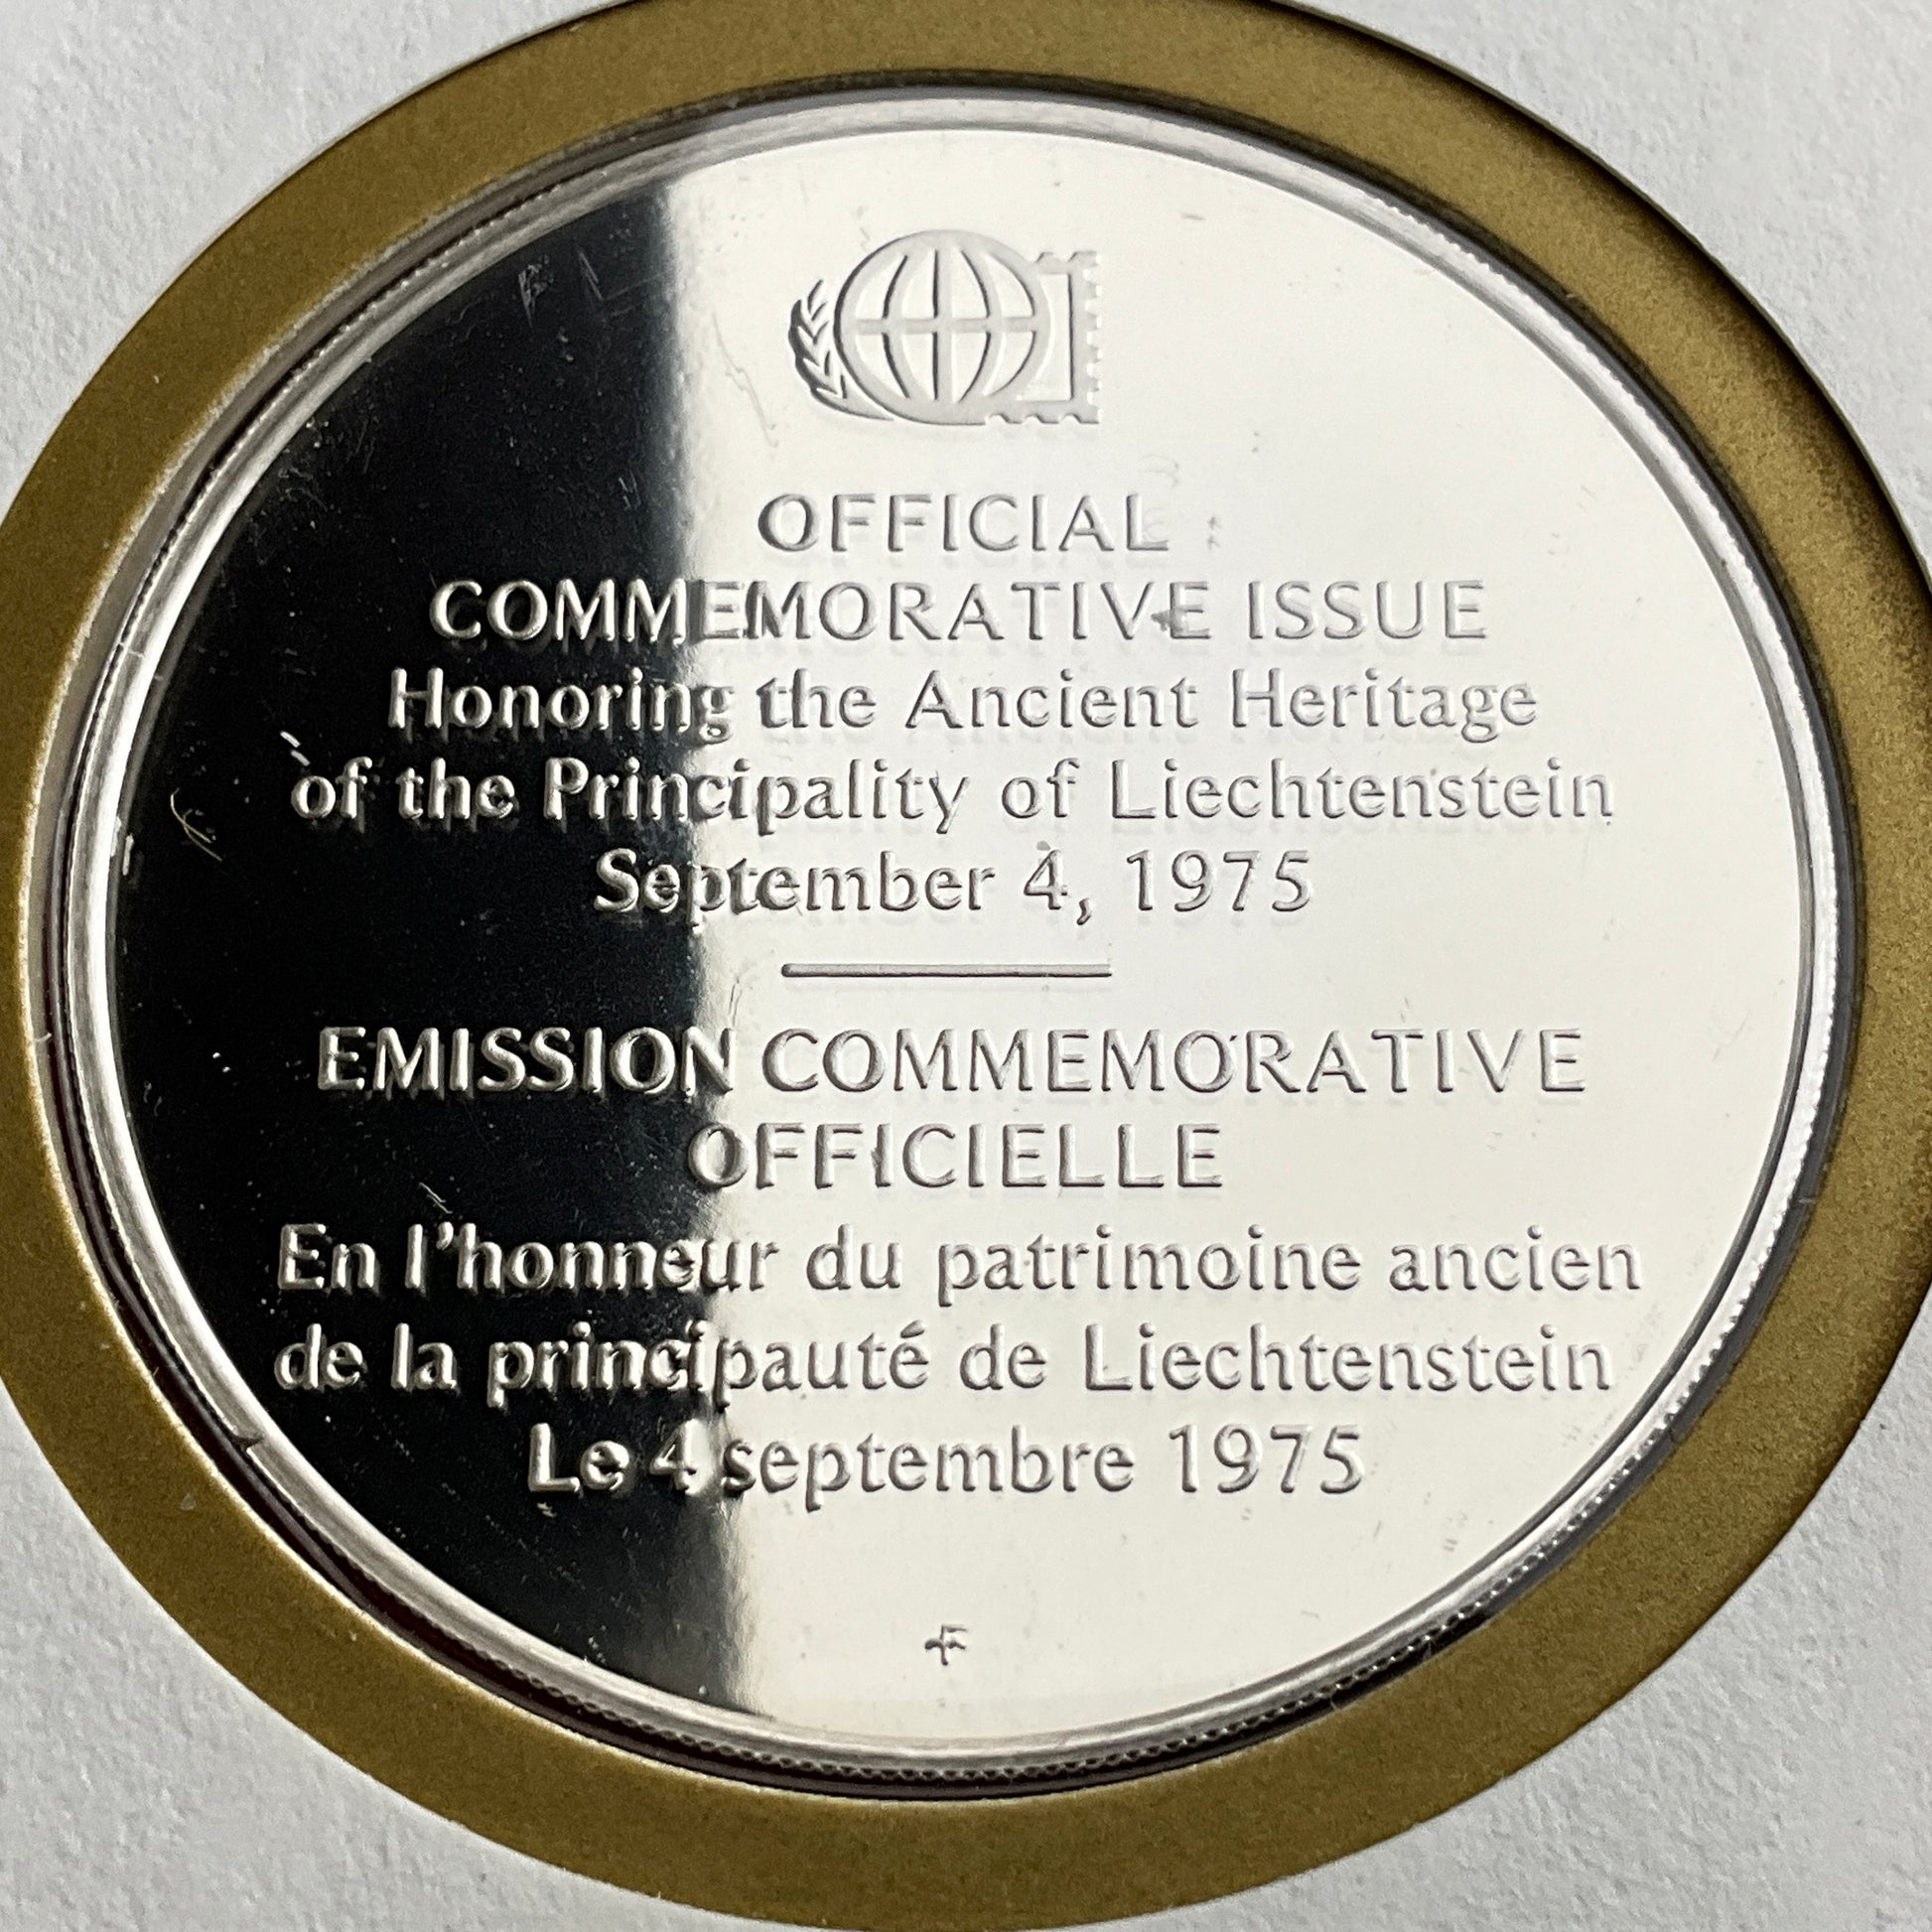 OFFICIAL
COMMEMORATIVE ISSUE
Honoring the Ancient Heritage
of the Principality of Liechtenstein
September 4, 1975
EMISSION COMMEMORATIVE
OFFICIELLE
En l'honneur du patrimoine ancien
de la principauté de Liechtenstein
Le 4 septembre 1975